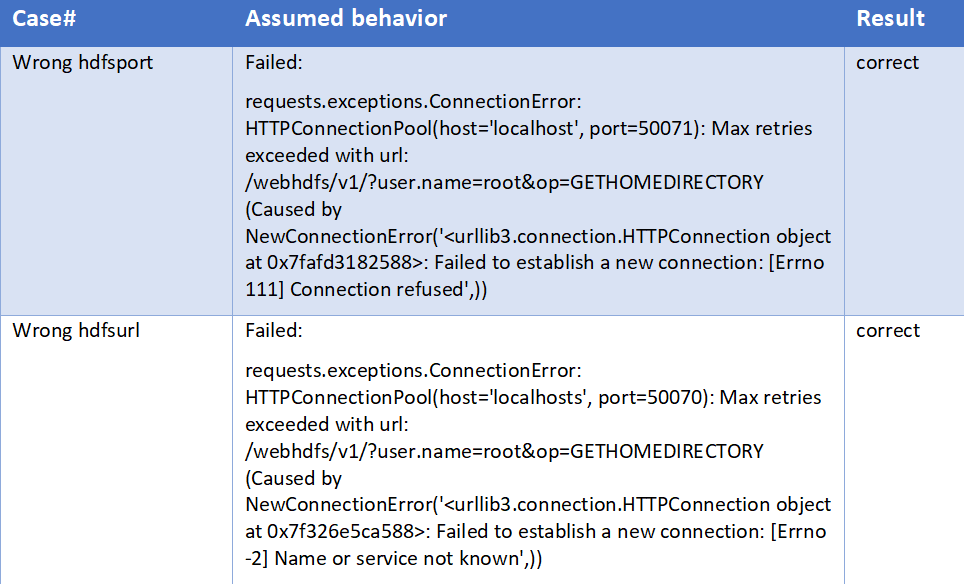 Case# Assumed behavior Result
Wrong hdfsport Failed: correct
requests.exceptions.ConnectionError:
HTTPConnectionPool(host='localhost', port=50071): Max retries
exceeded with url:
/webhdfs/v1/?user.name=root&op=GETHOMEDIRECTORY
(Caused by
NewConnectionError('<urllib3.connection.HTTPConnection object
at 0x7fafd3182588>: Failed to establish a new connection: [Errno
111] Connection refused',))
Wrong hdfsurl Failed: correct
requests.exceptions.ConnectionError:
HTTPConnectionPool(host='localhosts', port=50070): Max retries
exceeded with url:
/webhdfs/v1/?user.name=root&op=GETHOMEDIRECTORY
(Caused by
NewConnectionError('<urllib3.connection.HTTPConnection object
at 0x7f326e5ca588>: Failed to establish a new connection: [Errno
-2] Name or service not known',))